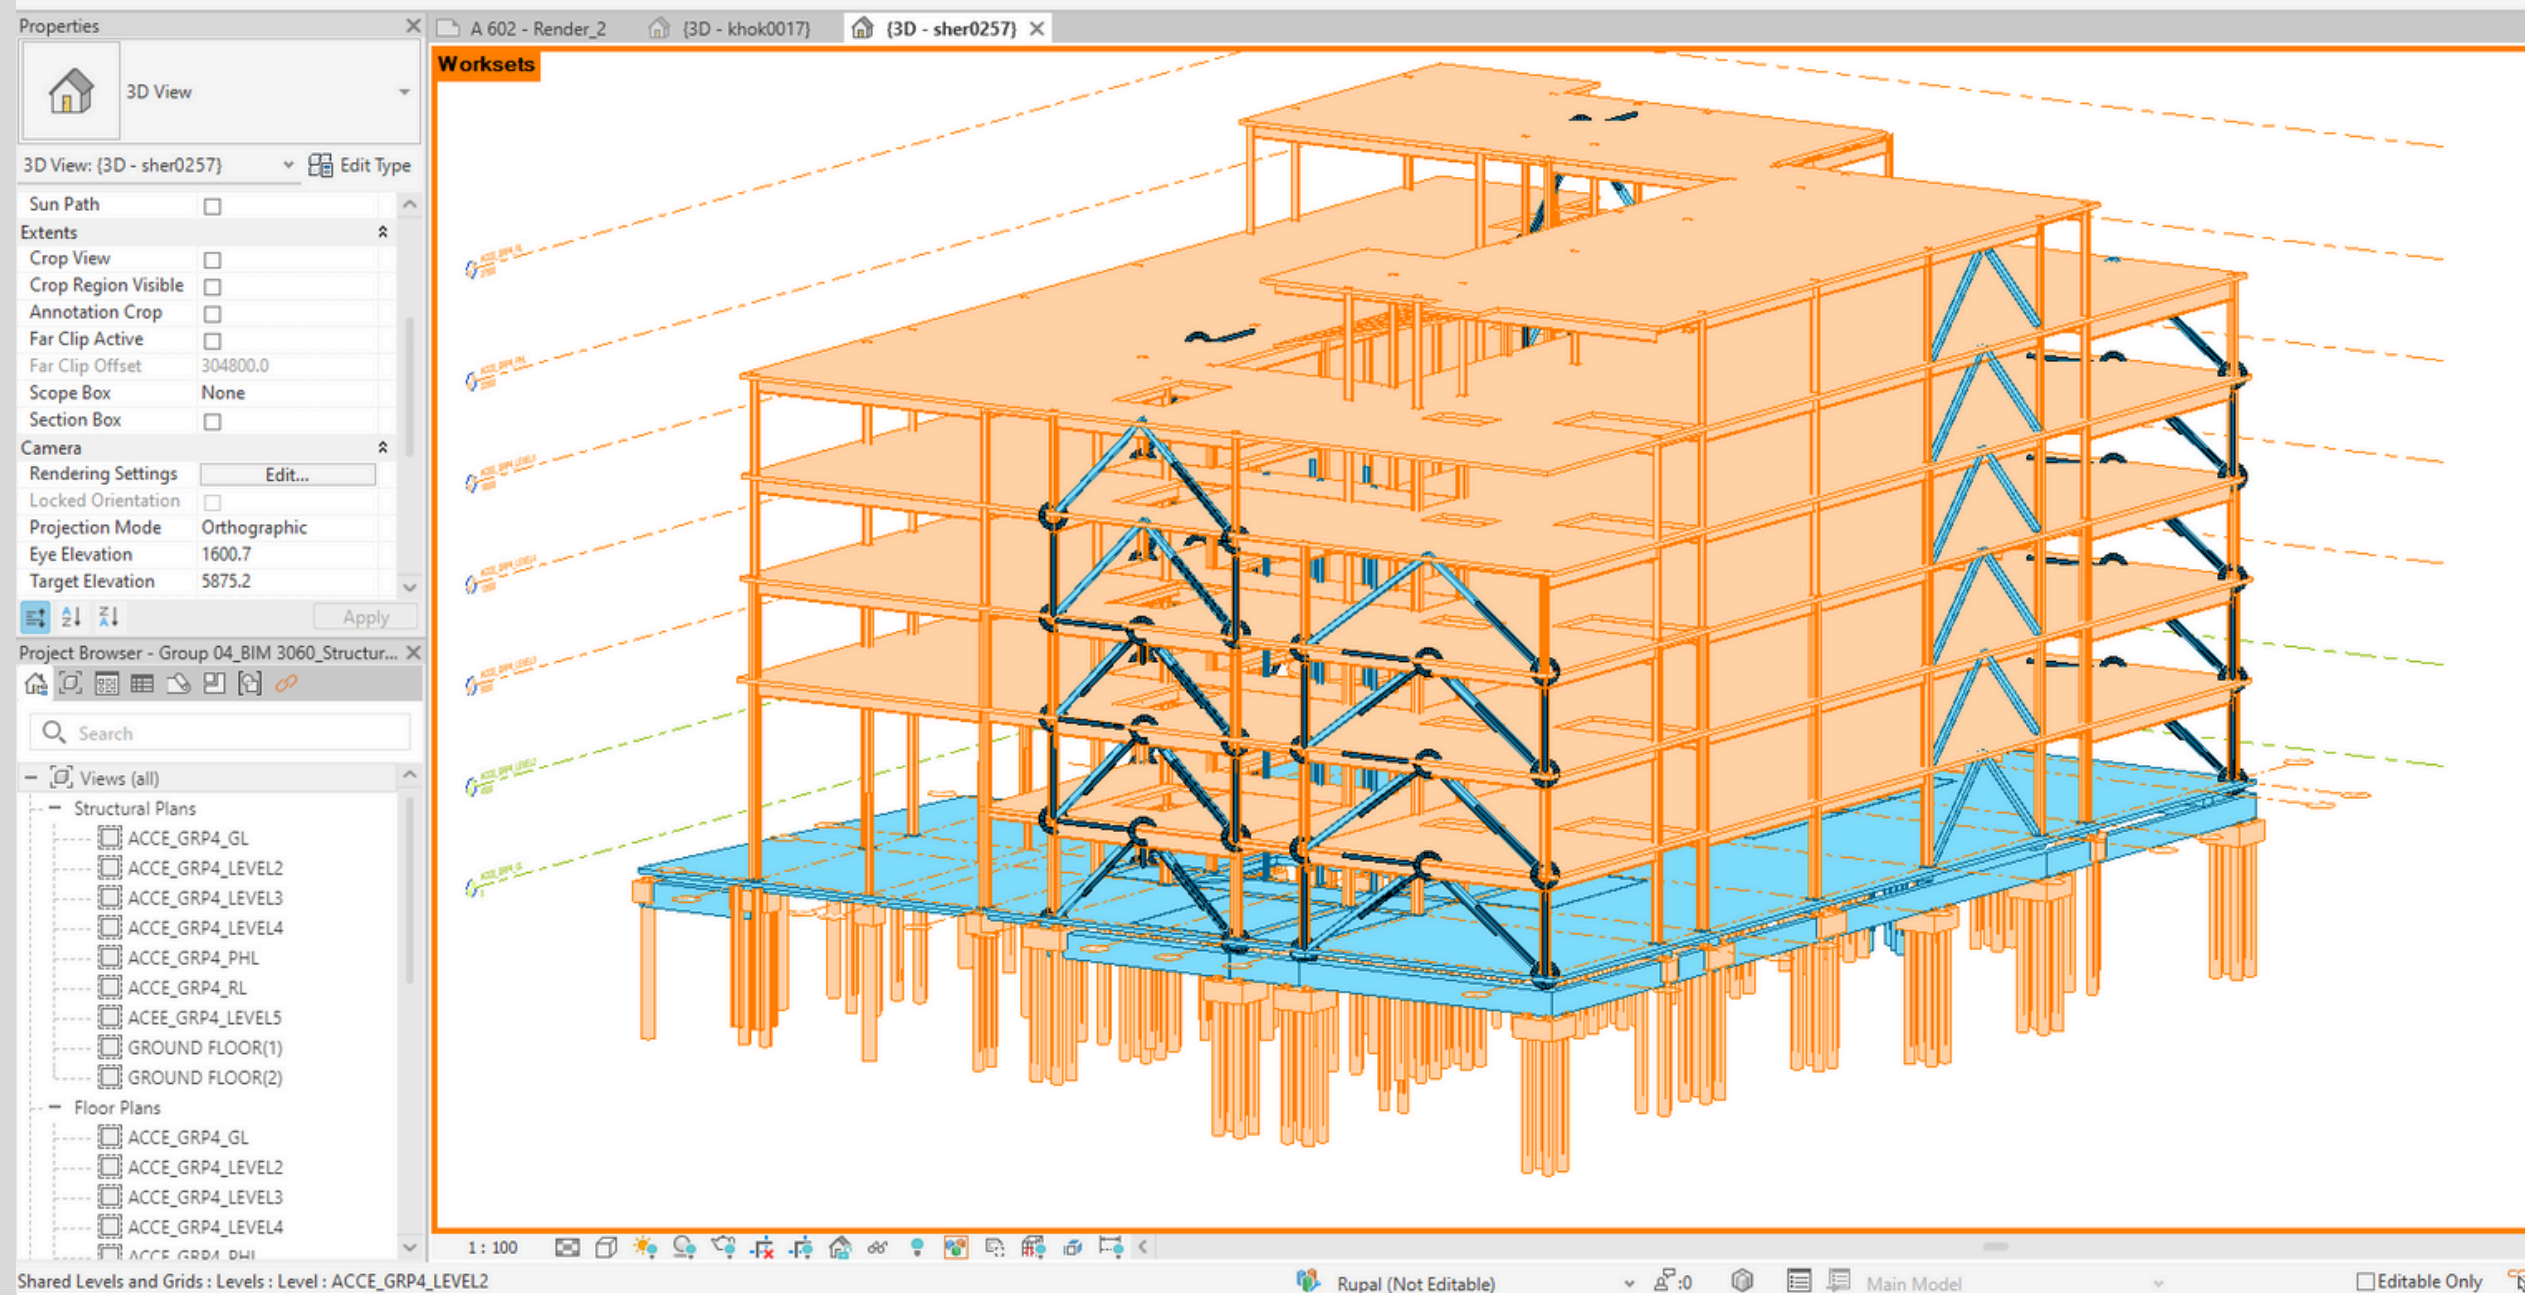 Properties
3D View
3D View: {3D - sher0257}
Edit Type
Sun Path
Extents
Crop View
Crop Region Visible
Annotation Crop
Far Clip Active
Far Clip Offset 304800.0
Scope Box None
Section Box
Camera
Rendering Settings Edit...
Locked Orientation
Projection Mode Orthographic
Eye Elevation 1600.7
Target Elevation 5875.2
Apply
Project Browser - Group 04_BIM 3060_Structur...
Search
Views (all)
Structural Plans
ACCE_GRP4_GL
ACCE_GRP4_LEVEL2
ACCE_GRP4_LEVEL3
ACCE_GRP4_LEVEL4
ACCE_GRP4_PHL
ACCE_GRP4_RL
ACEE_GRP4_LEVEL5
GROUND FLOOR(1)
GROUND FLOOR(2)
Floor Plans
ACCE_GRP4_GL
ACCE_GRP4_LEVEL2
ACCE_GRP4_LEVEL3
ACCE_GRP4_LEVEL4
ACCE_GRP4_PHL
A 602 - Render_2
{3D - khok0017}
{3D - sher0257}
Worksets
1 : 100
Shared Levels and Grids : Levels : Level : ACCE_GRP4_LEVEL2
Rupal (Not Editable)
:0
Main Model
Editable Only